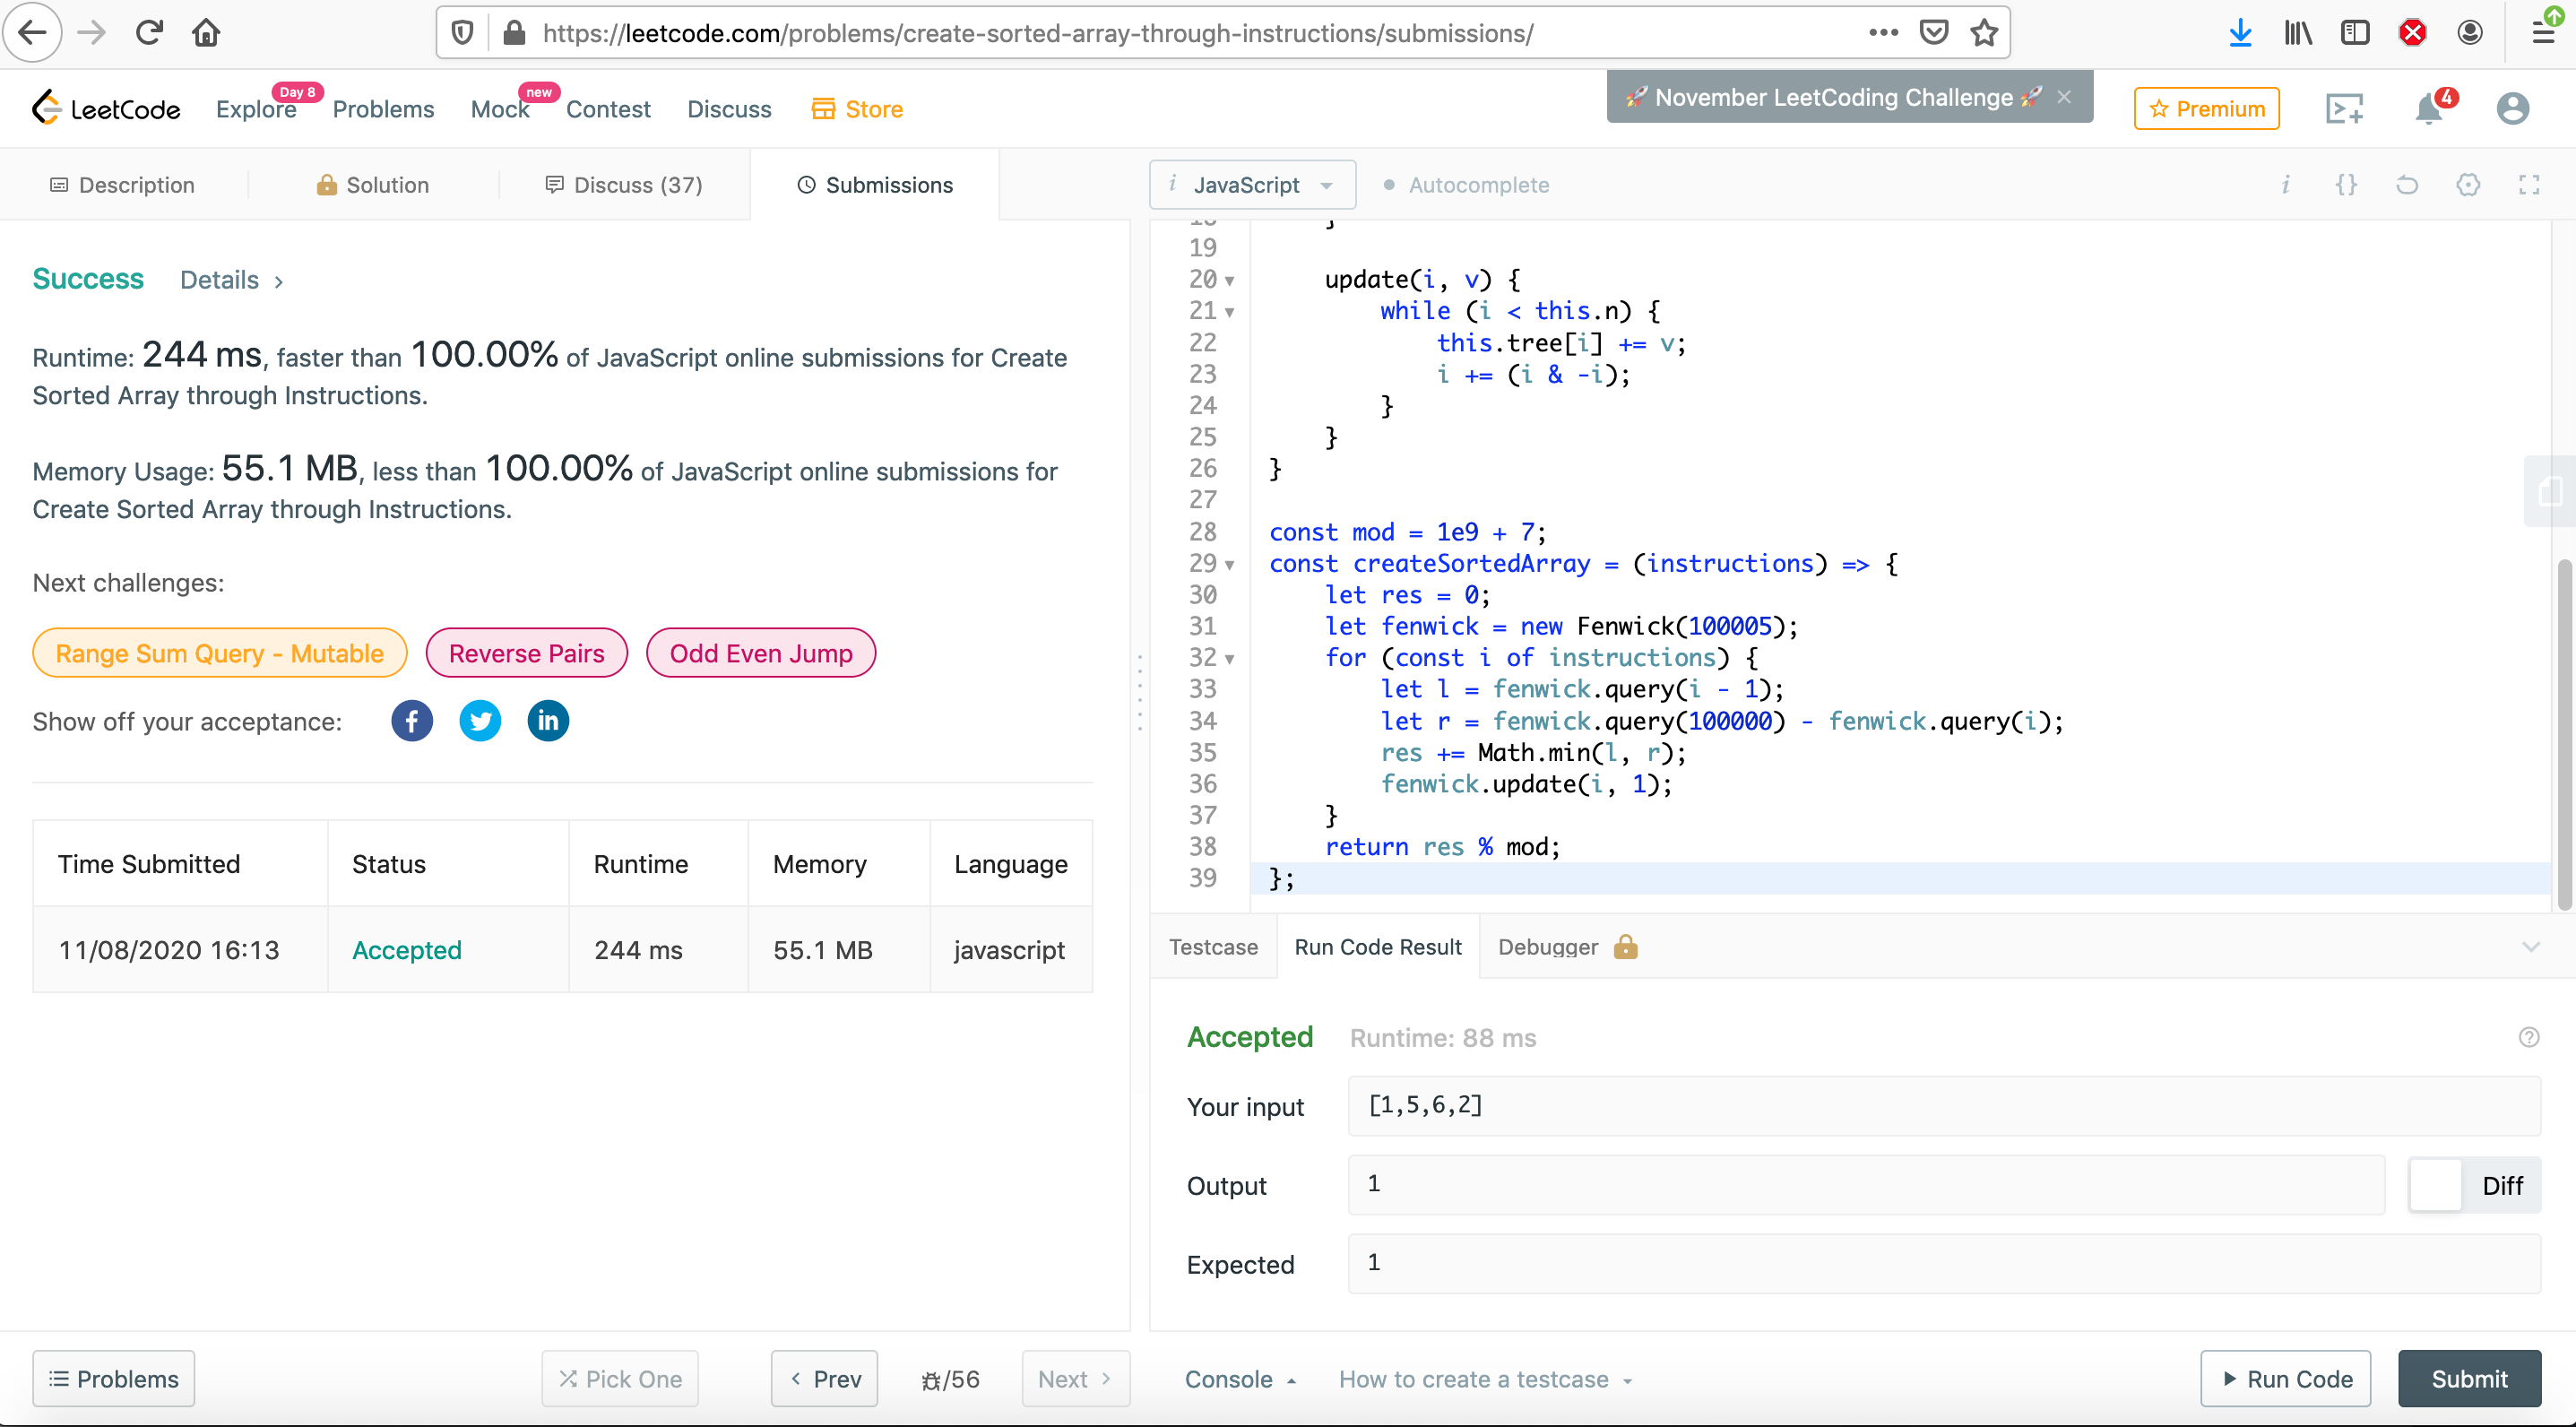 https://leetcode.com/problems/create-sorted-array-through-instructions/submissions/
LeetCode
Explore
Day 8
Problems
Mock
new
Contest
Discuss
Store
🚀 November LeetCoding Challenge 🚀 ×
Premium
4
Description
Solution
Discuss (37)
Submissions
i JavaScript
Autocomplete
Success Details >
Runtime: 244 ms, faster than 100.00% of JavaScript online submissions for Create
Sorted Array through Instructions.
Memory Usage: 55.1 MB, less than 100.00% of JavaScript online submissions for
Create Sorted Array through Instructions.
Next challenges:
Range Sum Query - Mutable
Reverse Pairs
Odd Even Jump
Show off your acceptance:
Time Submitted Status Runtime Memory Language
11/08/2020 16:13 Accepted 244 ms 55.1 MB javascript
19
20 update(i, v) {
21 while (i < this.n) {
22 this.tree[i] += v;
23 i += (i & -i);
24 }
25 }
26 }
27
28 const mod = 1e9 + 7;
29 const createSortedArray = (instructions) => {
30 let res = 0;
31 let fenwick = new Fenwick(100005);
32 for (const i of instructions) {
33 let l = fenwick.query(i - 1);
34 let r = fenwick.query(100000) - fenwick.query(i);
35 res += Math.min(l, r);
36 fenwick.update(i, 1);
37 }
38 return res % mod;
39 };
Testcase
Run Code Result
Debugger
Accepted Runtime: 88 ms
Your input [1,5,6,2]
Output 1
Diff
Expected 1
Problems
Pick One
< Prev
/56
Next >
Console
How to create a testcase
Run Code
Submit